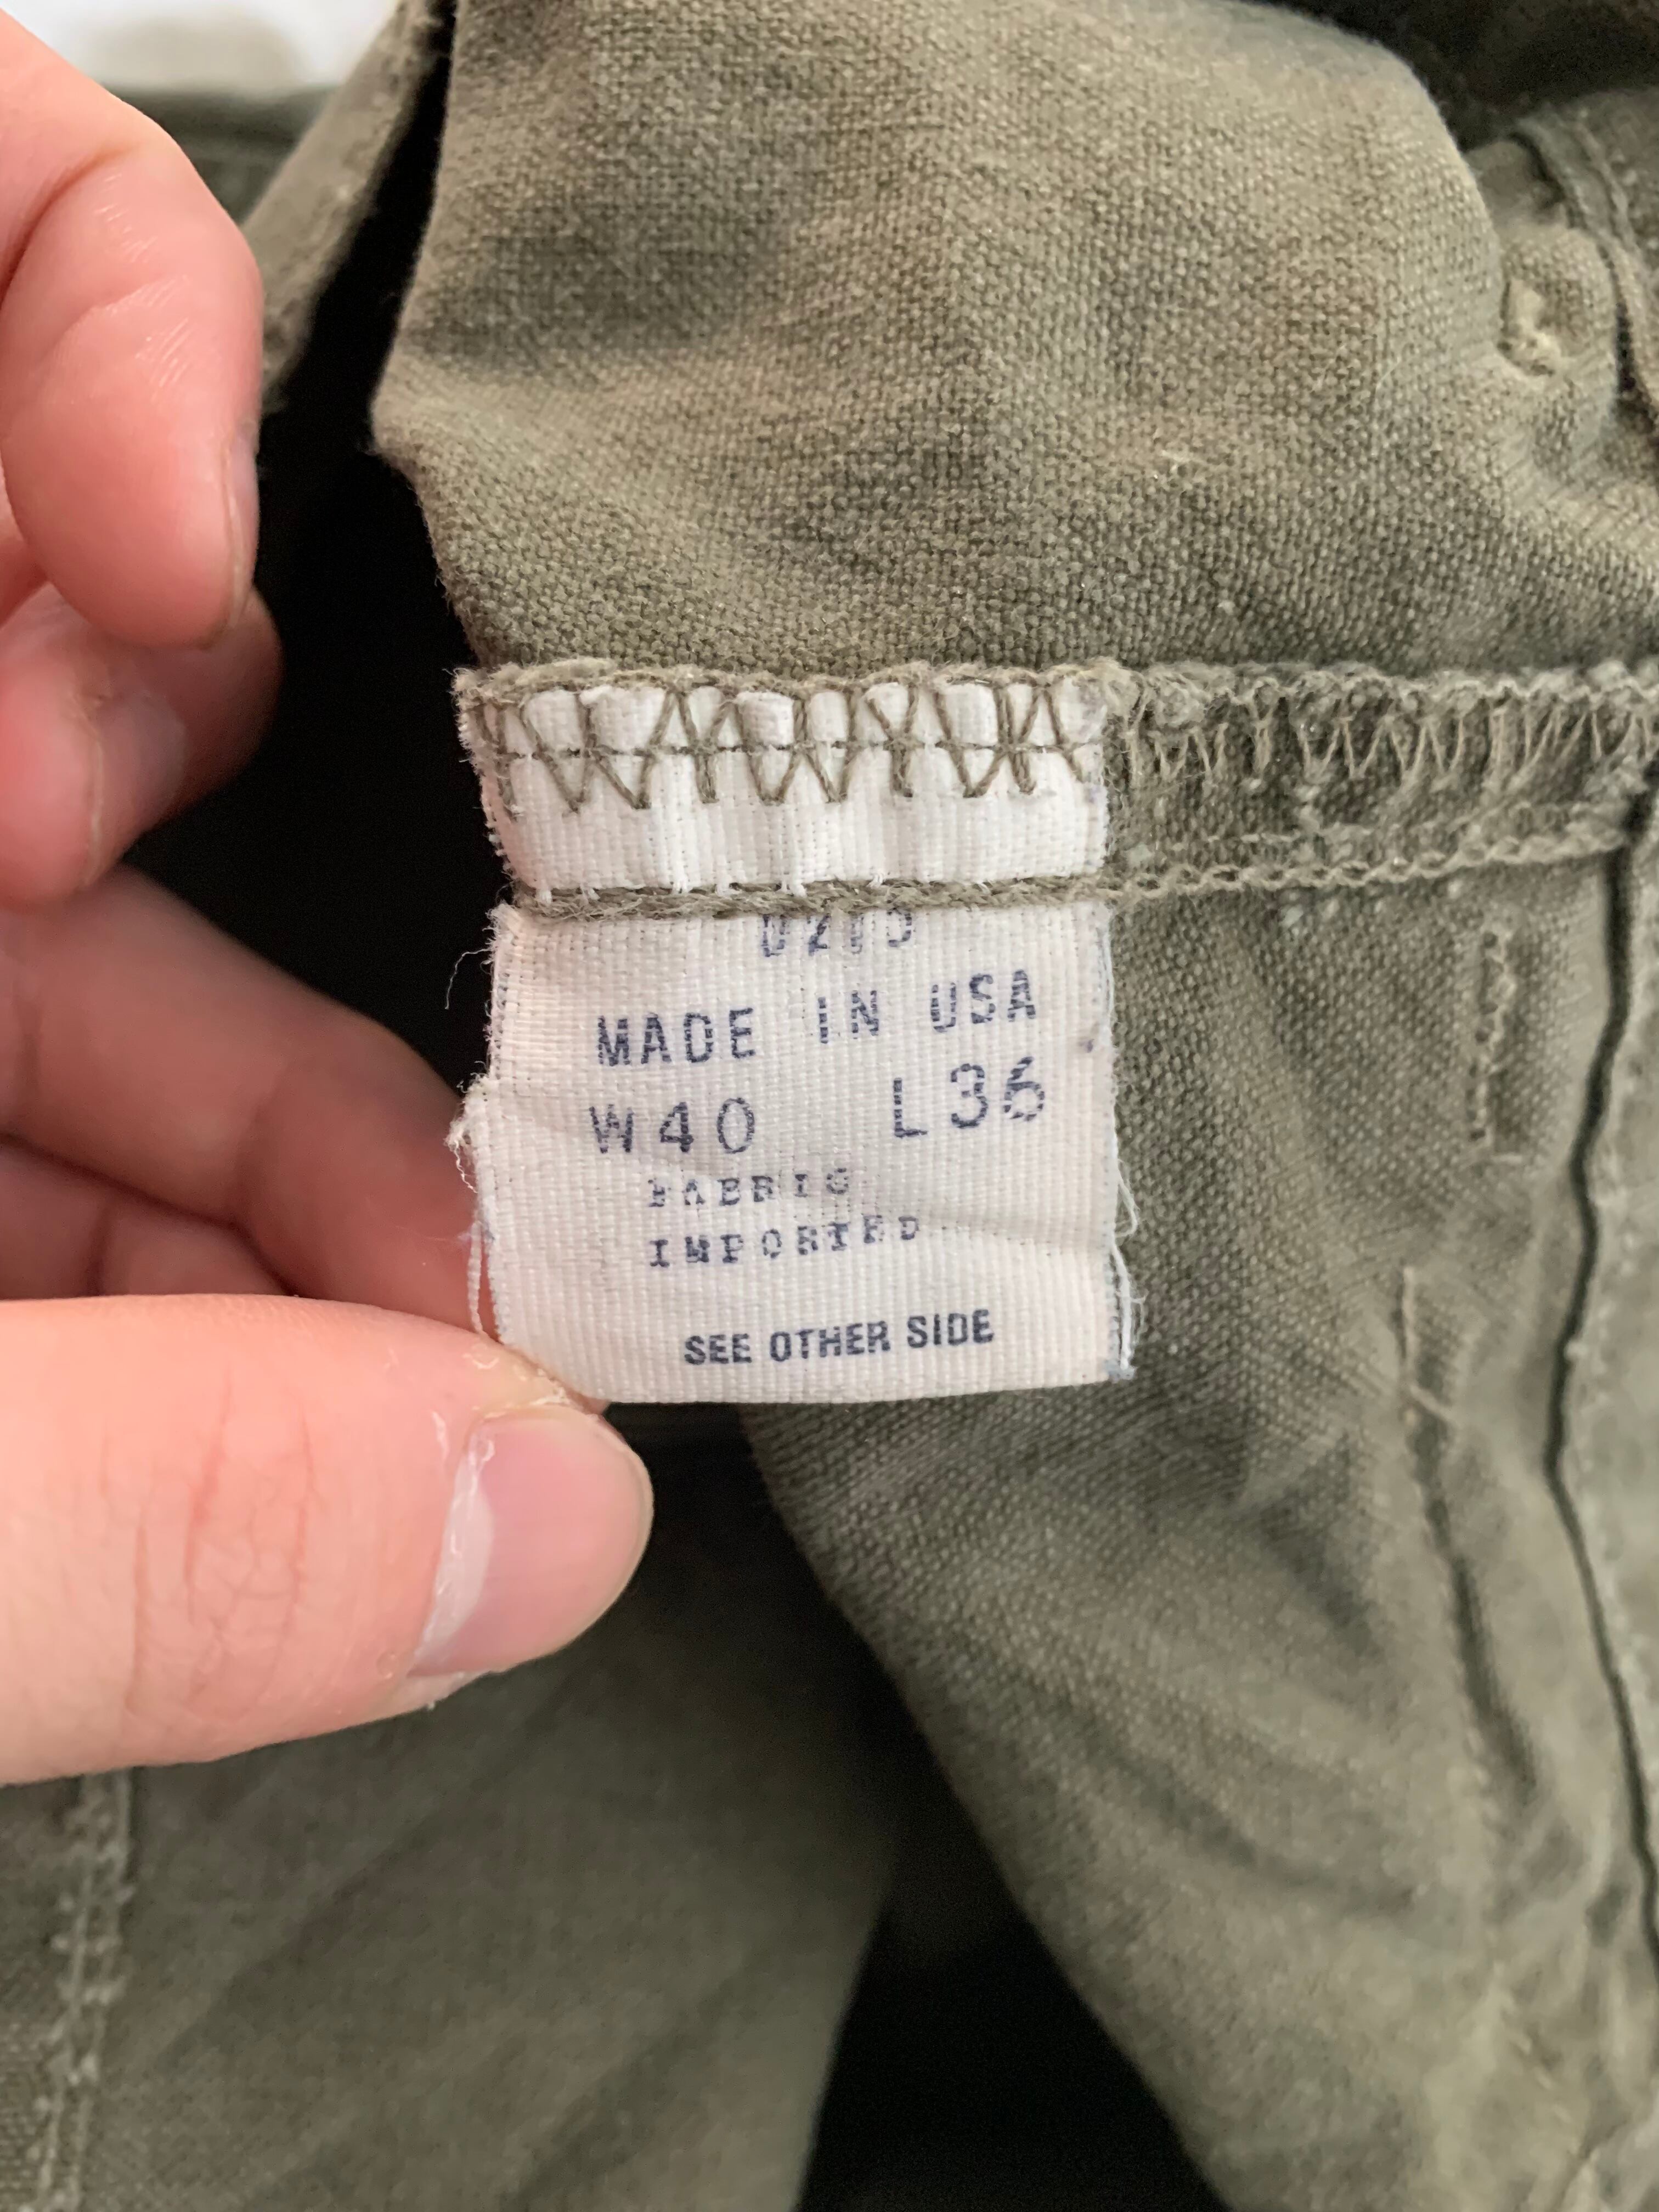 MADE IN USA
W40 L36
FABRIC
IMPORTED
SEE OTHER SIDE